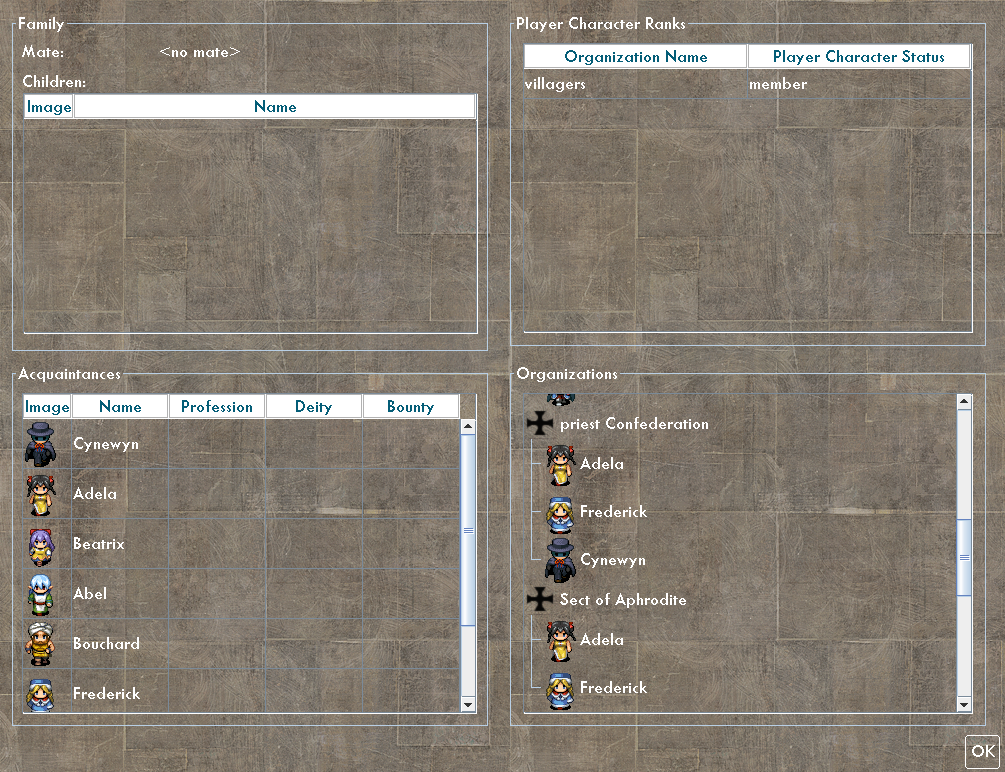 Family
Mate: <no mate>
Children:
Image Name
Player Character Ranks
Organization Name Player Character Status
villagers member
Acquaintances
Image Name Profession Deity Bounty
Cynewyn
Adela
Beatrix
Abel
Bouchard
Frederick
Organizations
priest Confederation
Adela
Frederick
Cynewyn
Sect of Aphrodite
Adela
Frederick
OK